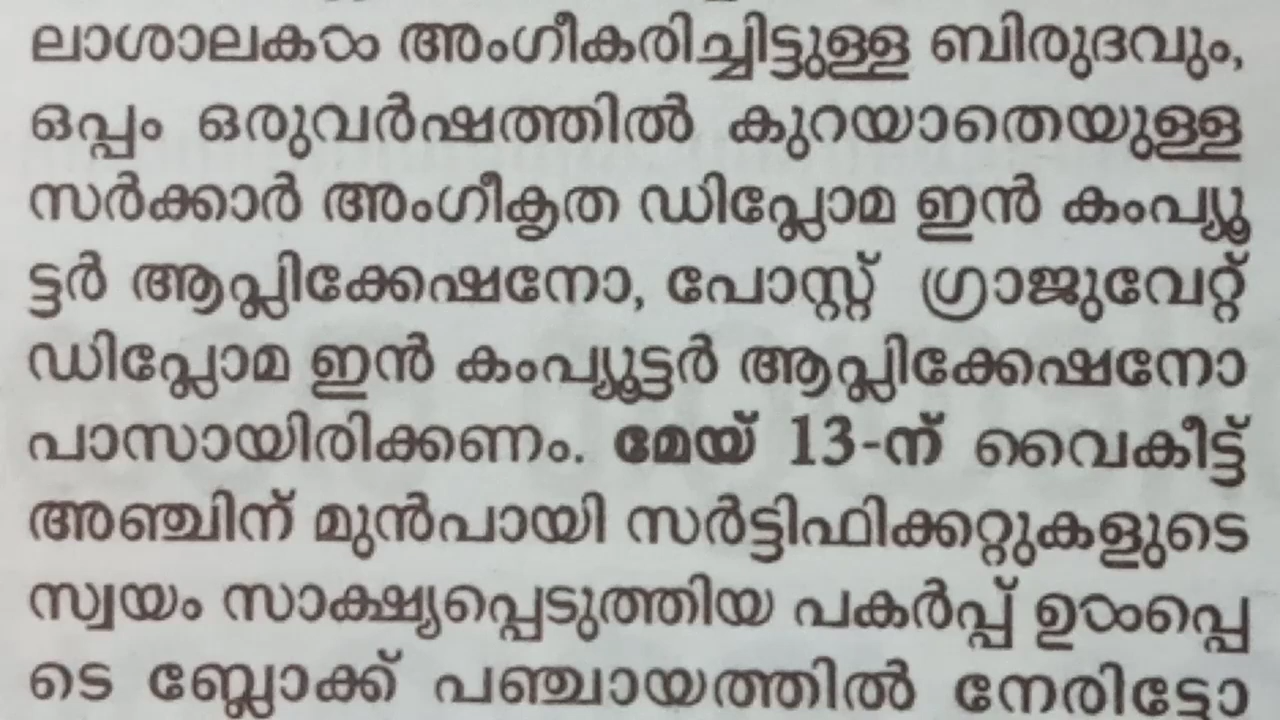 ലാശാലകൾ അംഗീകരിച്ചിട്ടുള്ള ബിരുദവും,
ഒപ്പം ഒരുവർഷത്തിൽ കുറയാതെയുള്ള
സർക്കാർ അംഗീകൃത ഡിപ്ലോമ ഇൻ കംപ്യൂ
ട്ടർ ആപ്ലിക്കേഷനോ, പോസ്റ്റ് ഗ്രാജുവേറ്റ്
ഡിപ്ലോമ ഇൻ കംപ്യൂട്ടർ ആപ്ലിക്കേഷനോ
പാസായിരിക്കണം. മേയ് 13-ന് വൈകീട്ട്
അഞ്ചിന് മുൻപായി സർട്ടിഫിക്കറ്റുകളുടെ
സ്വയം സാക്ഷ്യപ്പെടുത്തിയ പകർപ്പ് ഉൾപ്പെ
ടെ ബ്ലോക്ക് പഞ്ചായത്തിൽ നേരിട്ടോ